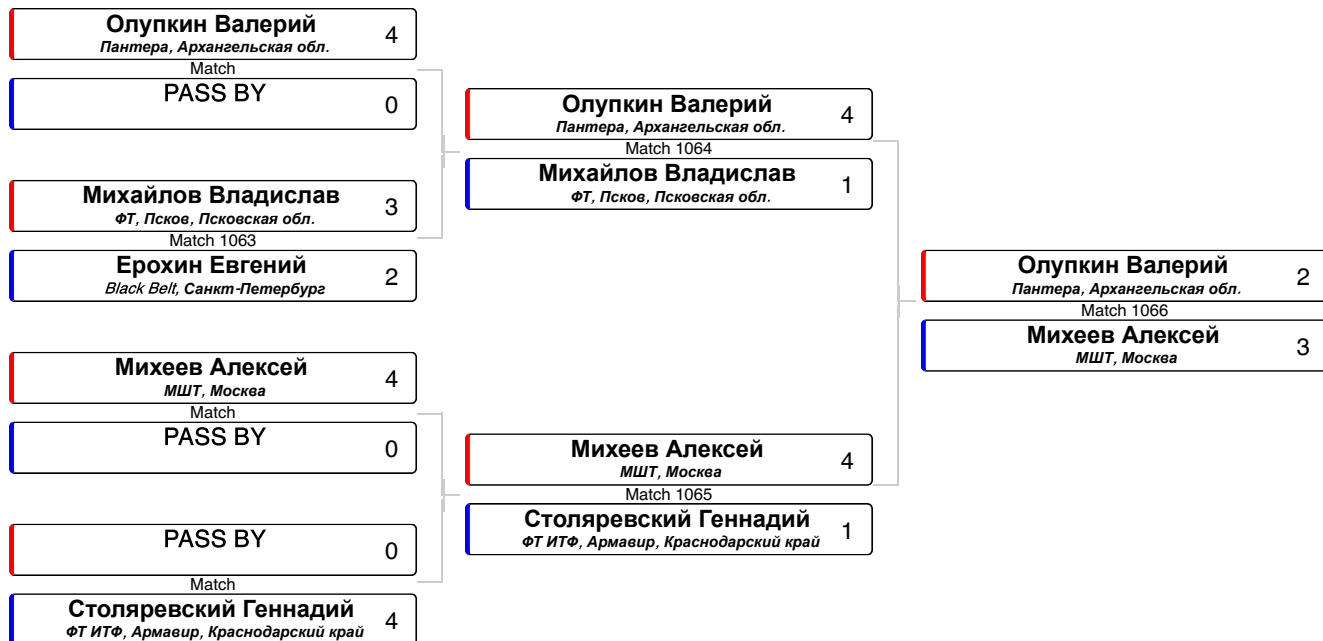 Олупкин Валерий
4
Пантера, Архангельская обл.
Match
PASS BY
0
Михайлов Владислав
3
ФТ, Псков, Псковская обл.
Match 1063
Ерохин Евгений
2
Black Belt, Санкт-Петербург
Михеев Алексей
4
МШТ, Москва
Match
PASS BY
0
PASS BY
0
Match
Столяревский Геннадий
4
ФТ ИТФ, Армавир, Краснодарский край
Олупкин Валерий
4
Пантера, Архангельская обл.
Match 1064
Михайлов Владислав
1
ФТ, Псков, Псковская обл.
Михеев Алексей
4
МШТ, Москва
Match 1065
Столяревский Геннадий
1
ФТ ИТФ, Армавир, Краснодарский край
Олупкин Валерий
2
Пантера, Архангельская обл.
Match 1066
Михеев Алексей
3
МШТ, Москва